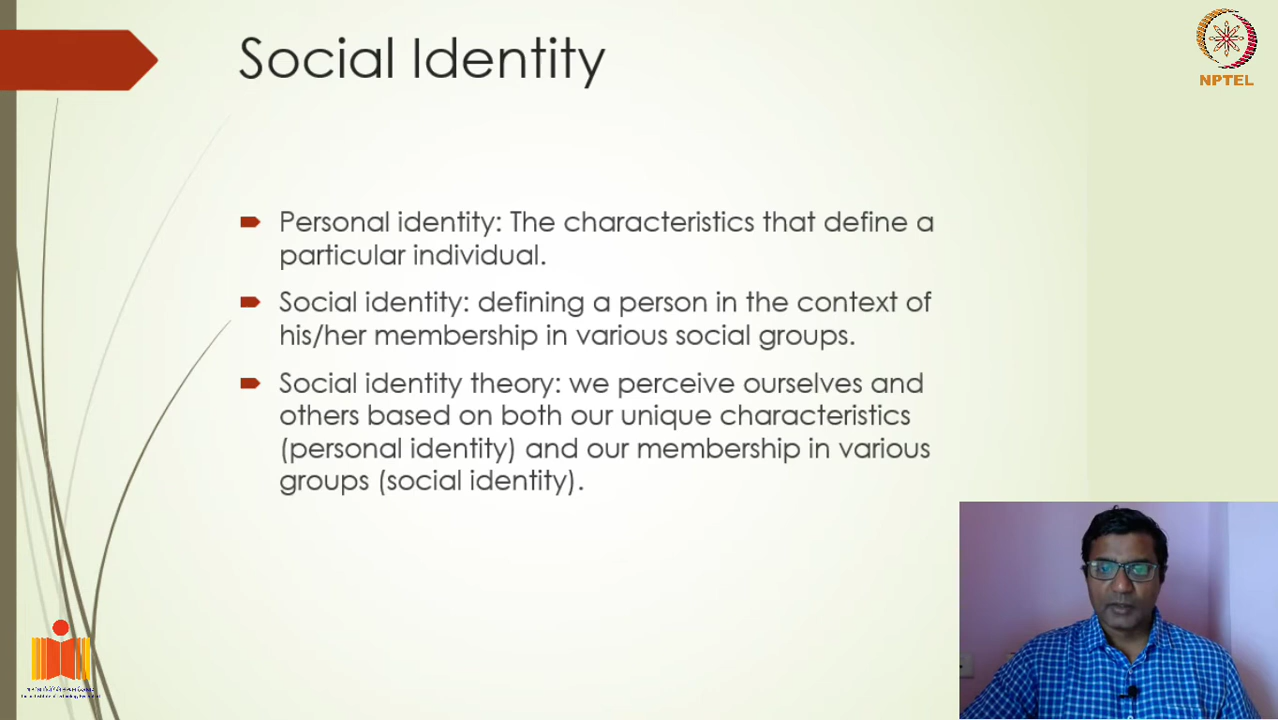 Social Identity
NPTEL
Personal identity: The characteristics that define a
particular individual.
Social identity: defining a person in the context of
his/her membership in various social groups.
Social identity theory: we perceive ourselves and
others based on both our unique characteristics
(personal identity) and our membership in various
groups (social identity).